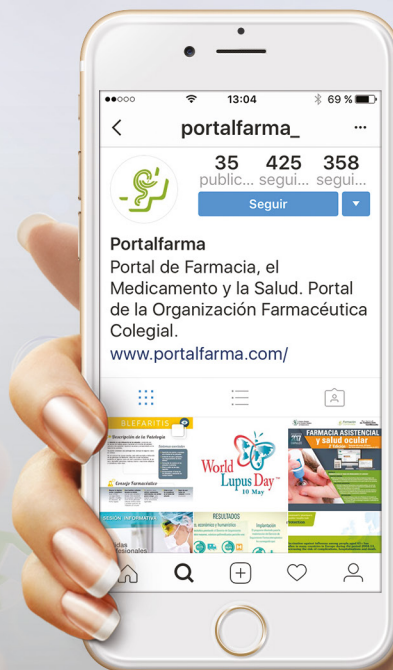 13:04
69 %
portalfarma_
35 425 358
public... segui... segui...
Seguir
Portalfarma
Portal de Farmacia, el
Medicamento y la Salud. Portal
de la Organización Farmacéutica
Colegial.
www.portalfarma.com/
BLEFARITIS
Descripción de la Patología
Consejo Farmacéutico
World
Lupus Day™
10 May
FARMACIA ASISTENCIAL
y salud ocular
SESIÓN INFORMATIVA
RESULTADOS
Implantación